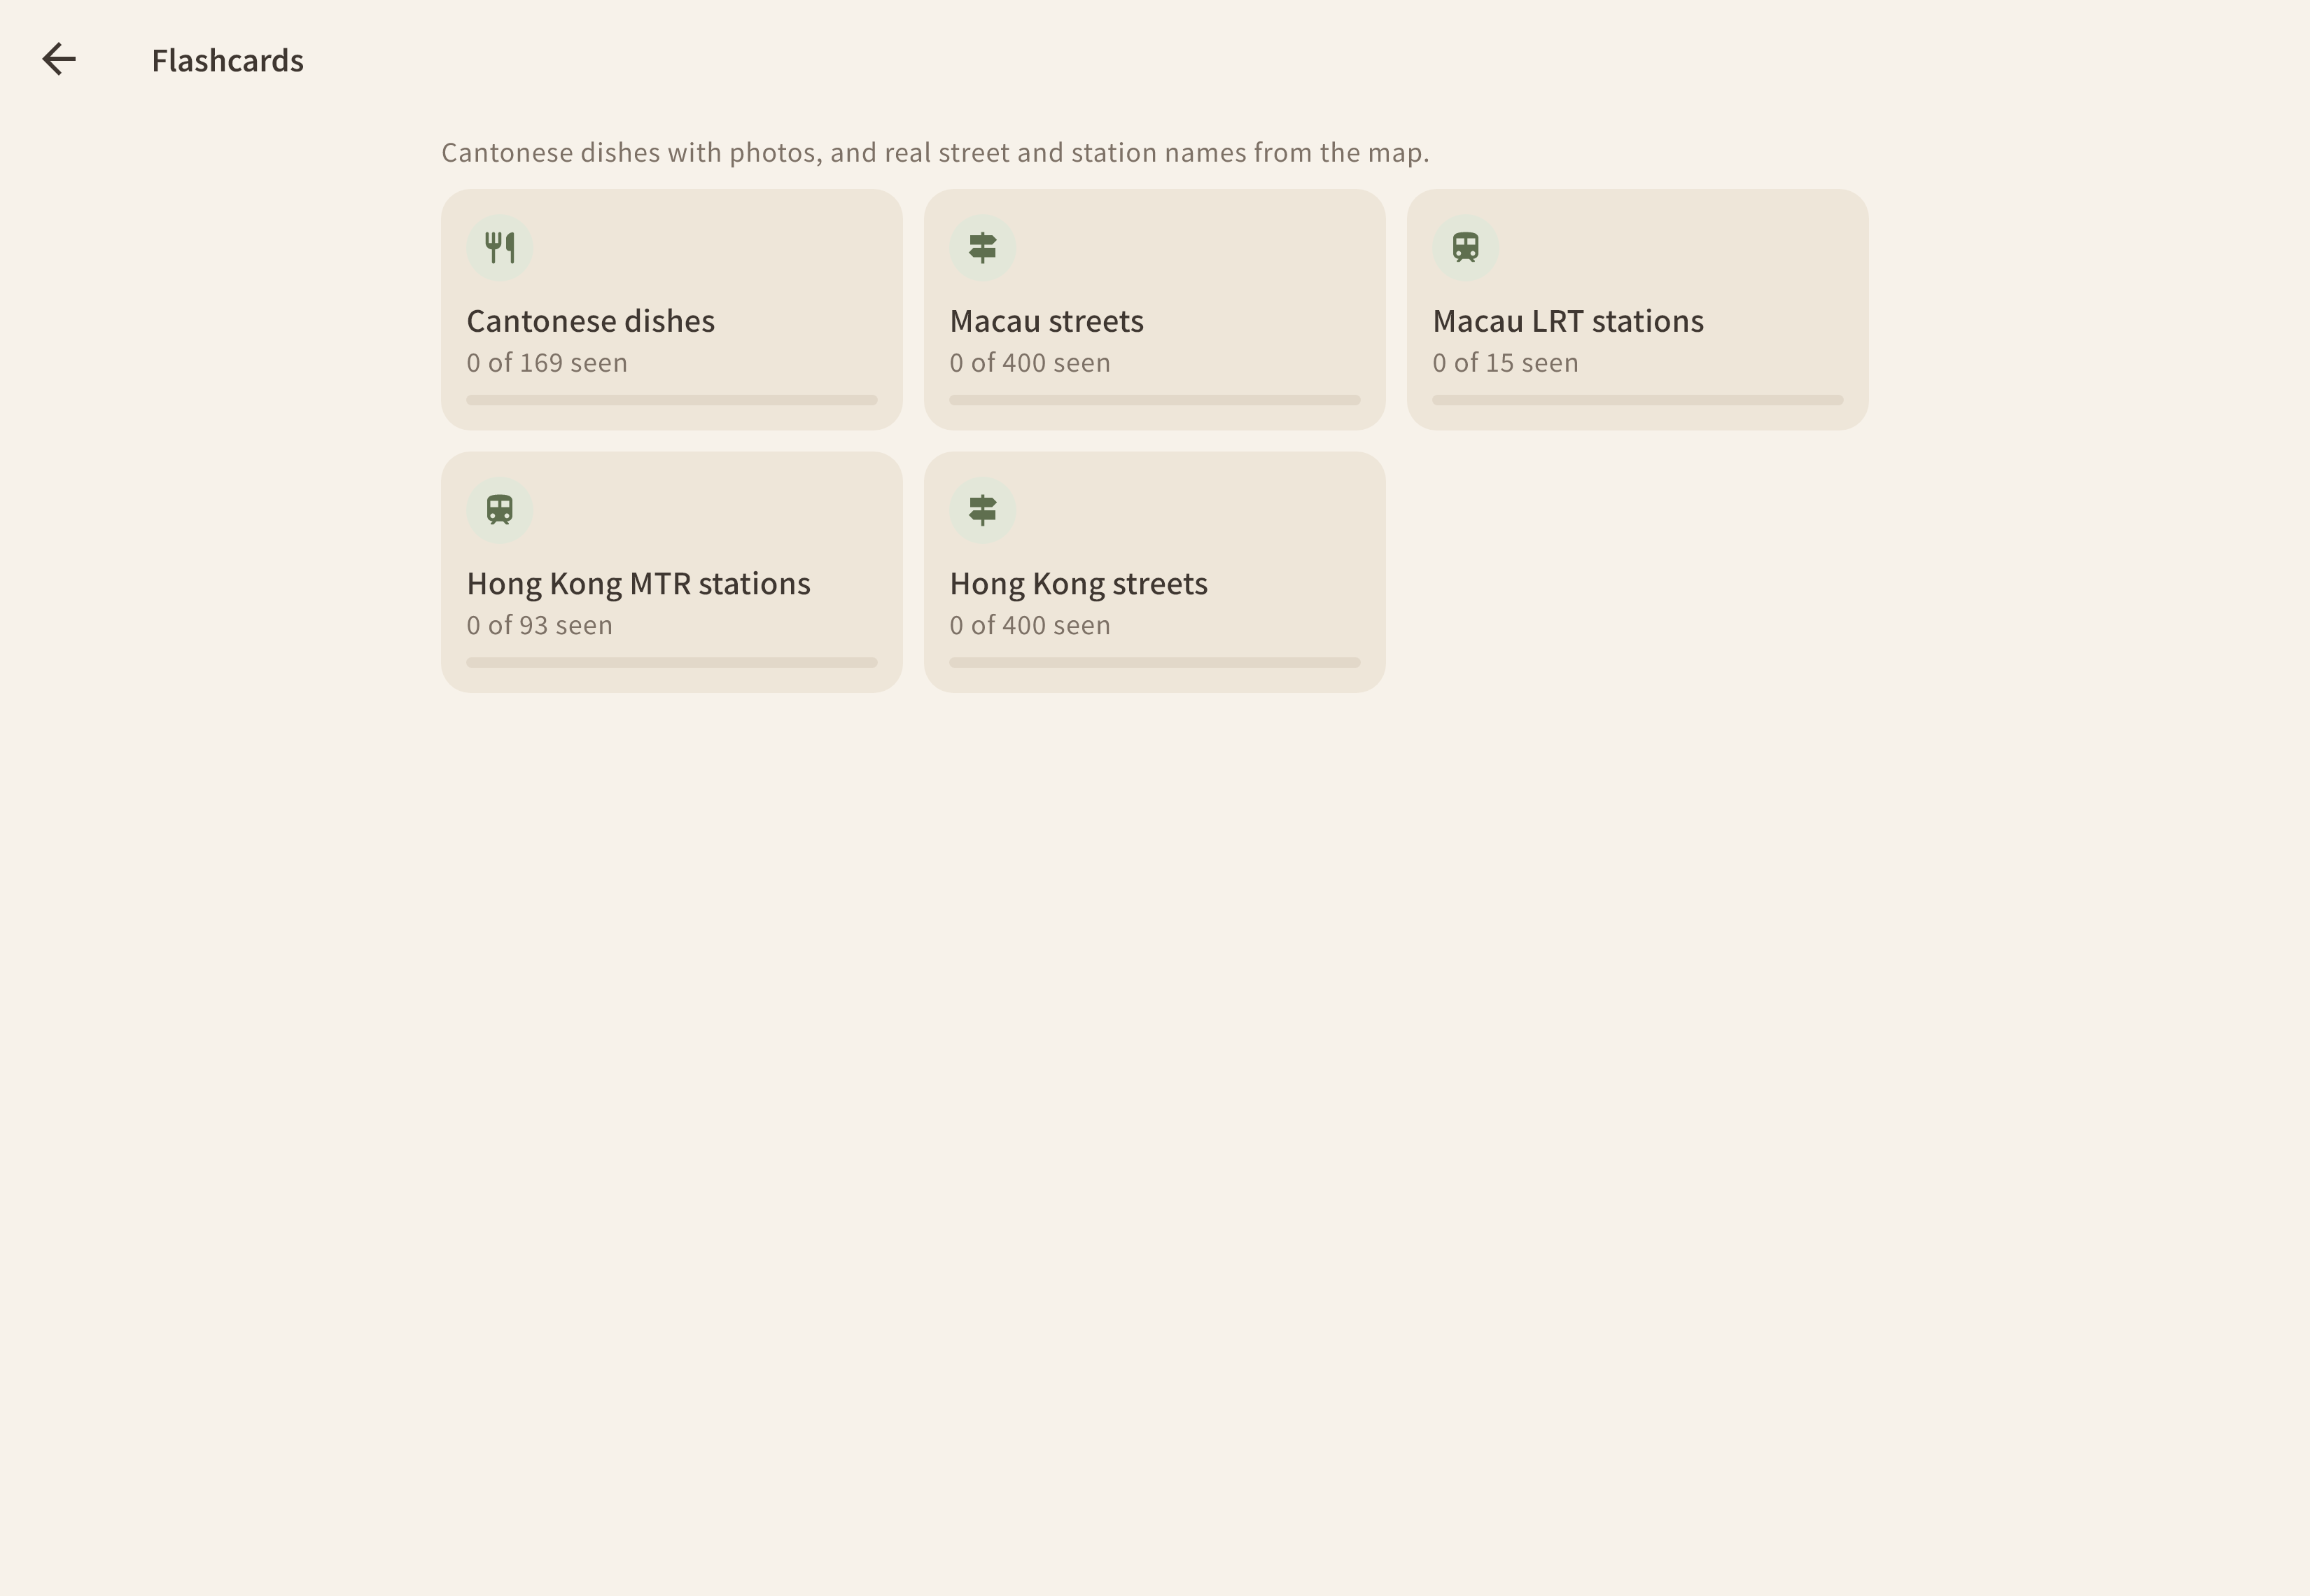 Flashcards
Cantonese dishes with photos, and real street and station names from the map.
Cantonese dishes
0 of 169 seen
Macau streets
0 of 400 seen
Macau LRT stations
0 of 15 seen
Hong Kong MTR stations
0 of 93 seen
Hong Kong streets
0 of 400 seen